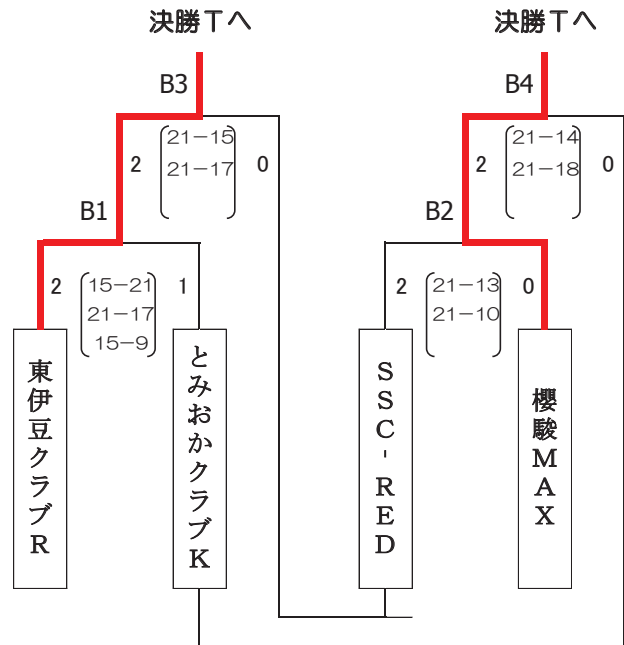 決勝Tへ 決勝Tへ
B3 B4
2 21-15 0 2 21-14 0
21-17 21-18
B1 B2
2 15-21 1 2 21-13 0
21-17 21-10
15-9
東伊豆クラブR
とみおかクラブK
SSC-RED
櫻駿MAX